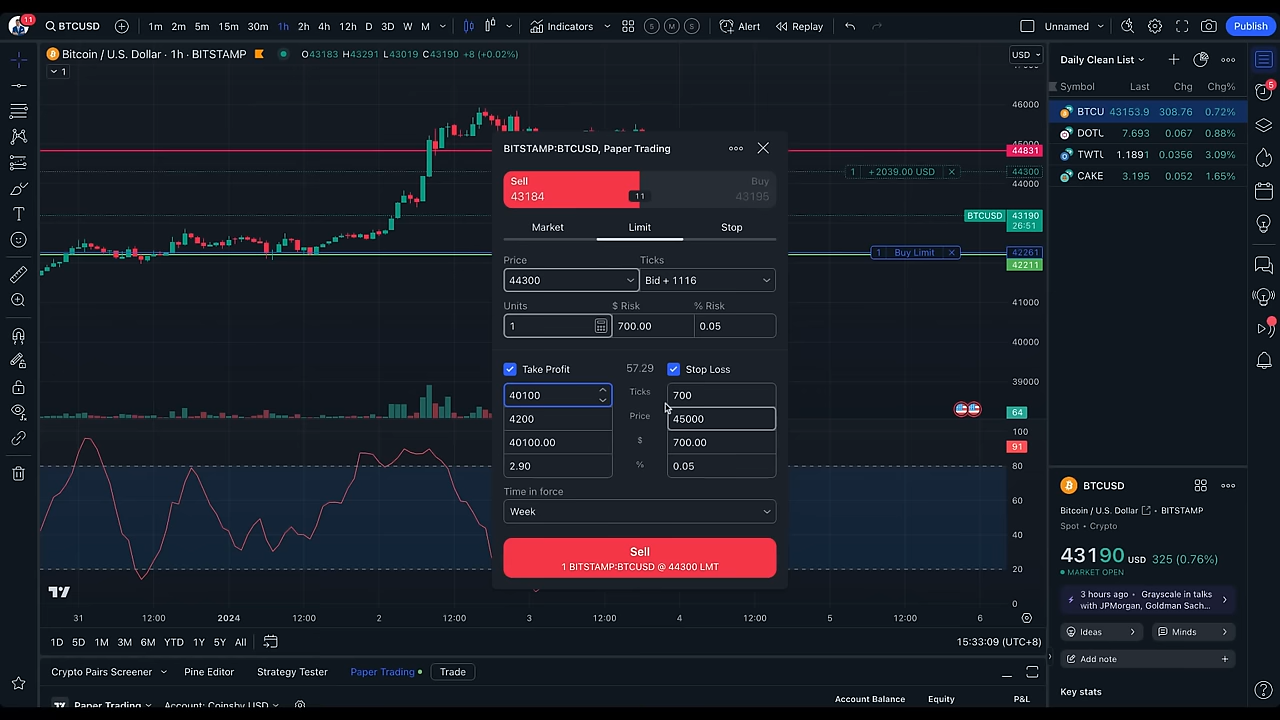 11
BTCUSD
1m 2m 5m 15m 30m 1h 2h 4h 12h D 3D W M
Indicators
S M S
Alert
Replay
Unnamed
Publish
Bitcoin / U.S. Dollar · 1h · BITSTAMP
O43183 H43291 L43019 C43190 +8 (+0.02%)
1
USD
46000
44831
1 +2039.00 USD × 44300
44000
BTCUSD 43190
26:51
1 Buy Limit × 42261
42211
41000
40000
39000
64
100
91
80
60
40
20
0
31 12:00 2024 12:00 2 12:00 3 12:00 4 12:00 5 12:00 6
1D 5D 1M 3M 6M YTD 1Y 5Y All
15:33:09 (UTC+8)
Crypto Pairs Screener Pine Editor Strategy Tester Paper Trading Trade
Paper Trading Account: Coinsby USD
Account Balance Equity P&L
BITSTAMP:BTCUSD, Paper Trading
Sell Buy
43184 11 43195
Market Limit Stop
Price Ticks
44300 Bid + 1116
Units $ Risk % Risk
1 700.00 0.05
Take Profit 57.29 Stop Loss
40100 Ticks 700
4200 Price 45000
40100.00 $ 700.00
2.90 % 0.05
Time in force
Week
Sell
1 BITSTAMP:BTCUSD @ 44300 LMT
Daily Clean List
Symbol Last Chg Chg%
BTCU 43153.9 308.76 0.72%
DOTU 7.693 0.067 0.88%
TWTU 1.1891 0.0356 3.09%
CAKE 3.195 0.052 1.65%
5
BTCUSD
Bitcoin / U.S. Dollar · BITSTAMP
Spot · Crypto
43190 USD 325 (0.76%)
MARKET OPEN
3 hours ago · Grayscale in talks
with JPMorgan, Goldman Sach...
Ideas Minds
Add note +
Key stats